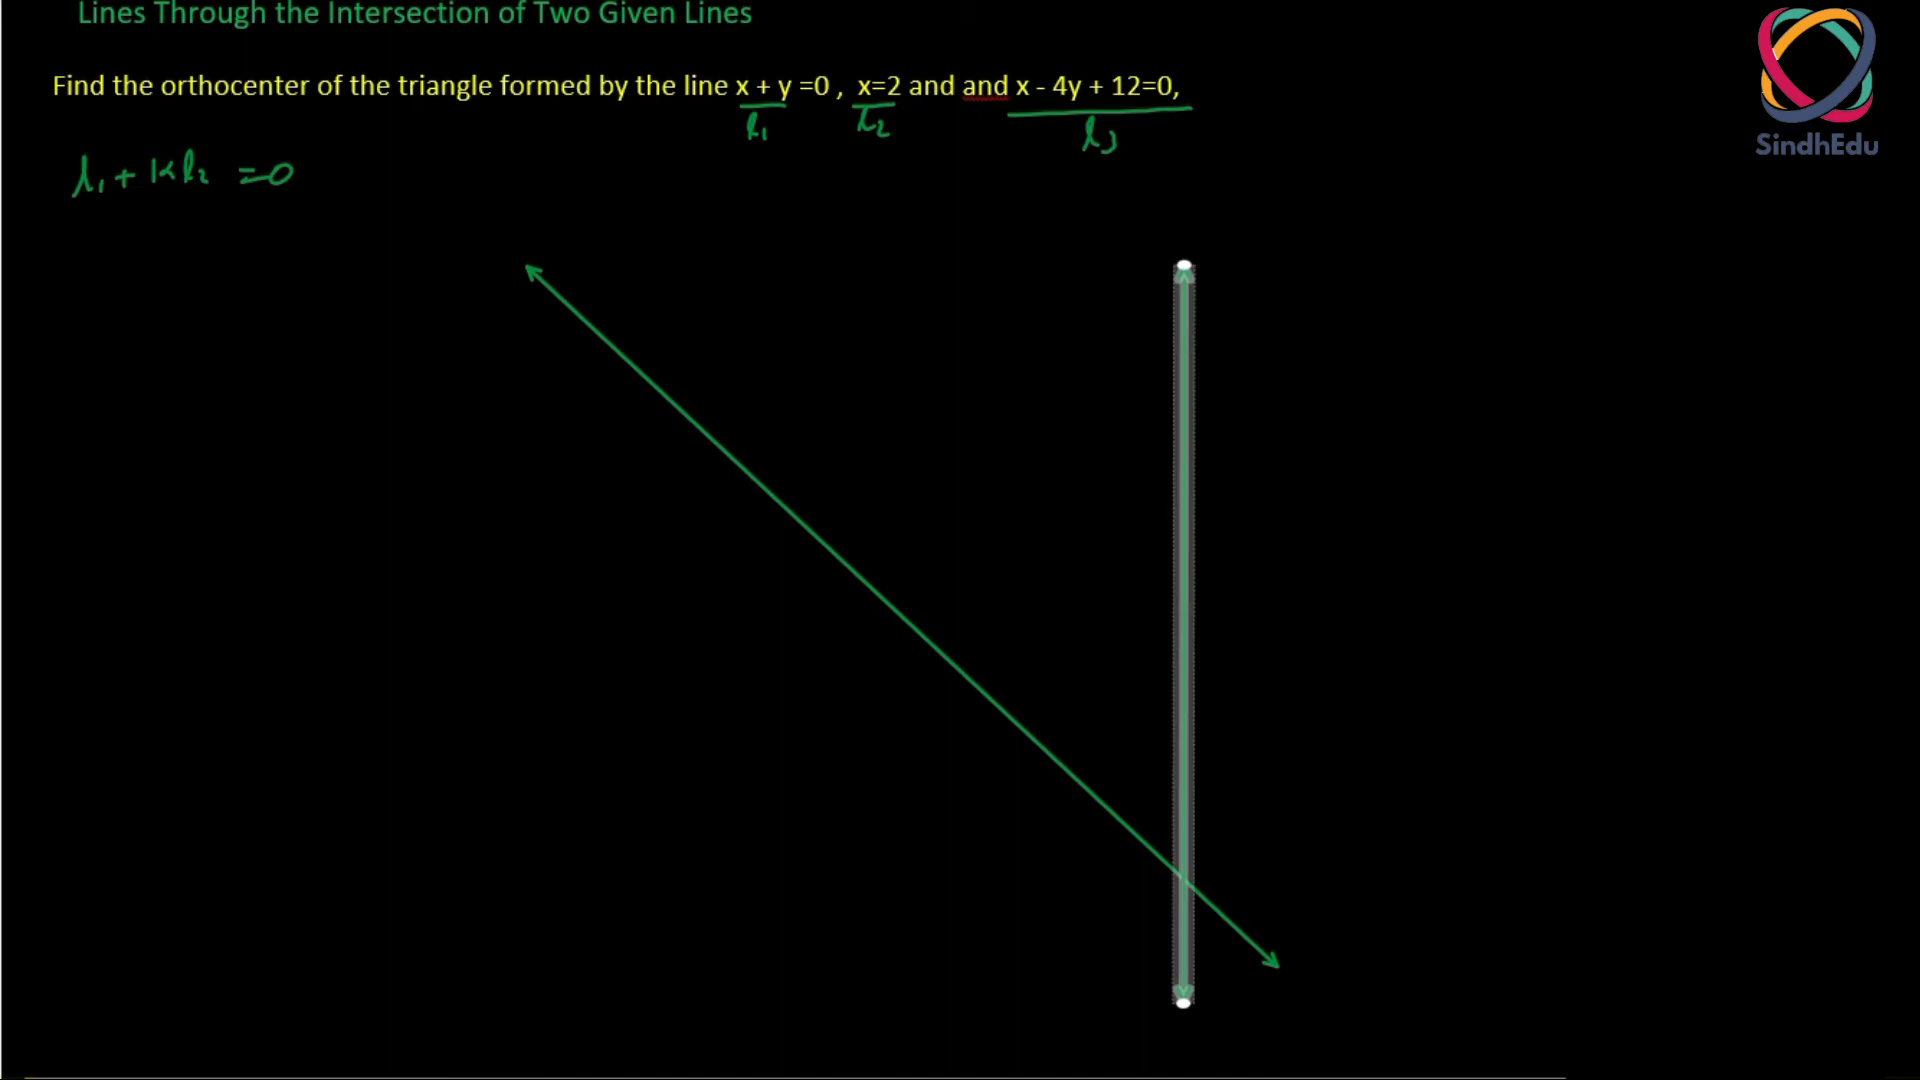 Lines Through the Intersection of Two Given Lines
SindhEdu
Find the orthocenter of the triangle formed by the line x + y =0 , x=2 and and x - 4y + 12=0,
l₁ l₂ l₃
l₁ + kl₂ =0